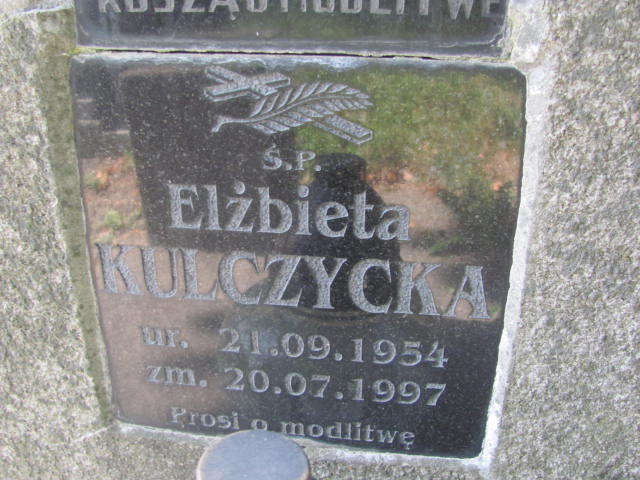 Ś.P.
Elżbieta
KULCZYCKA
ur. 21.09.1954
zm. 20.07.1997
Prosi o modlitwę